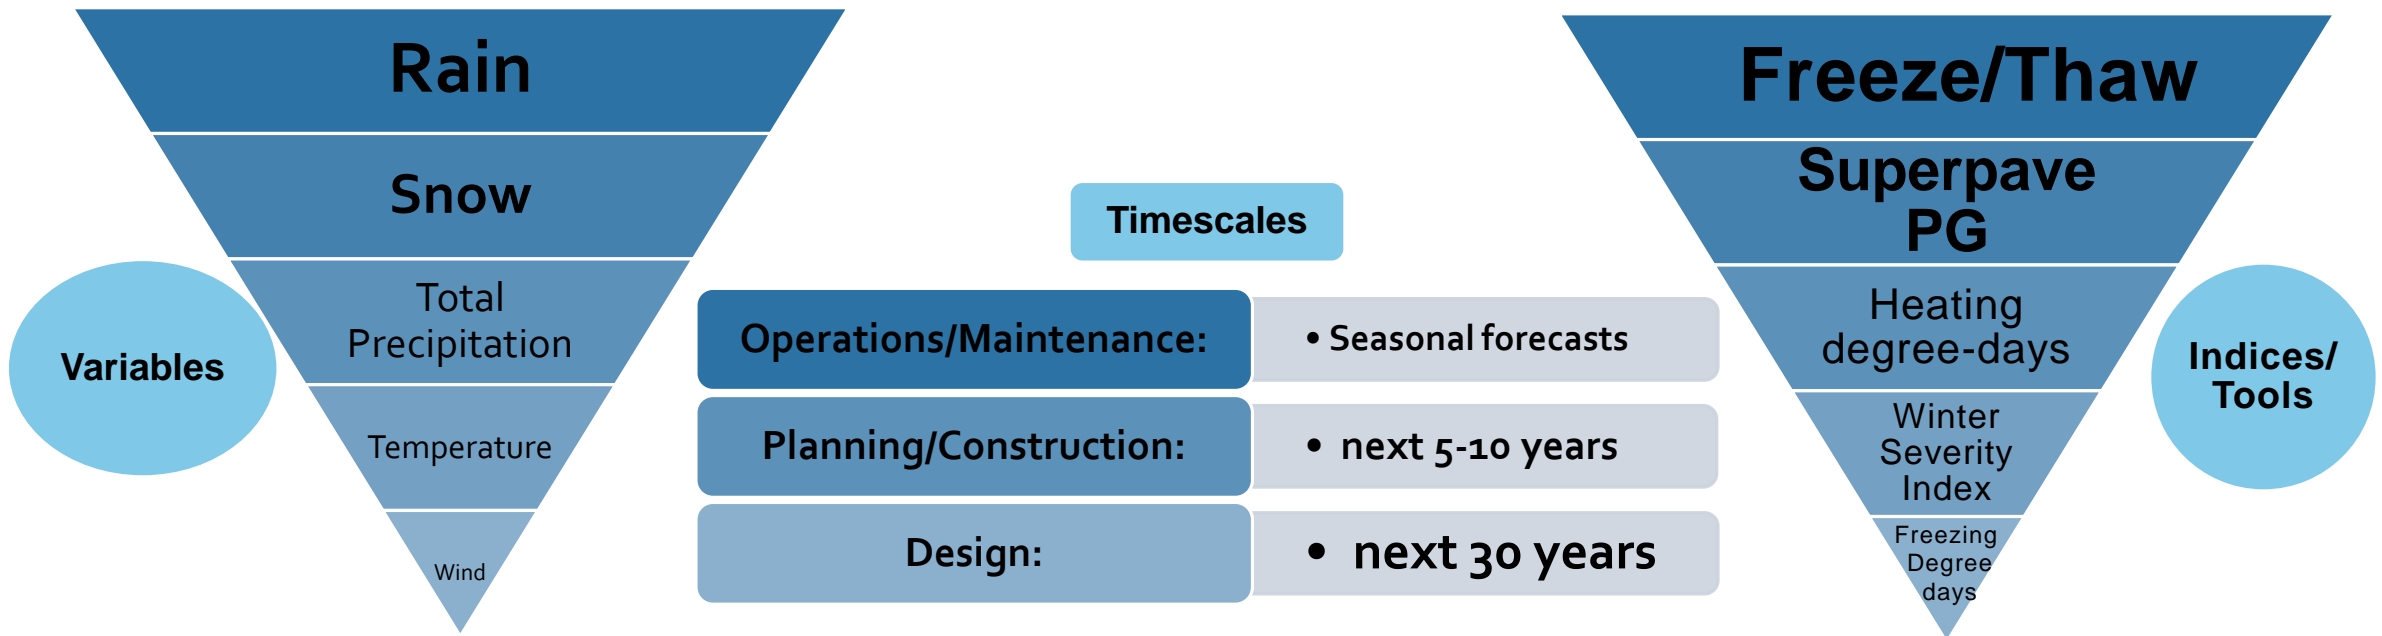 Rain
Snow
Total
Precipitation
Temperature
Wind
Variables
Timescales
Operations/Maintenance:
• Seasonal forecasts
Planning/Construction:
• next 5-10 years
Design:
• next 30 years
Freeze/Thaw
Superpave
PG
Heating
degree-days
Winter
Severity
Index
Freezing
Degree
days
Indices/
Tools